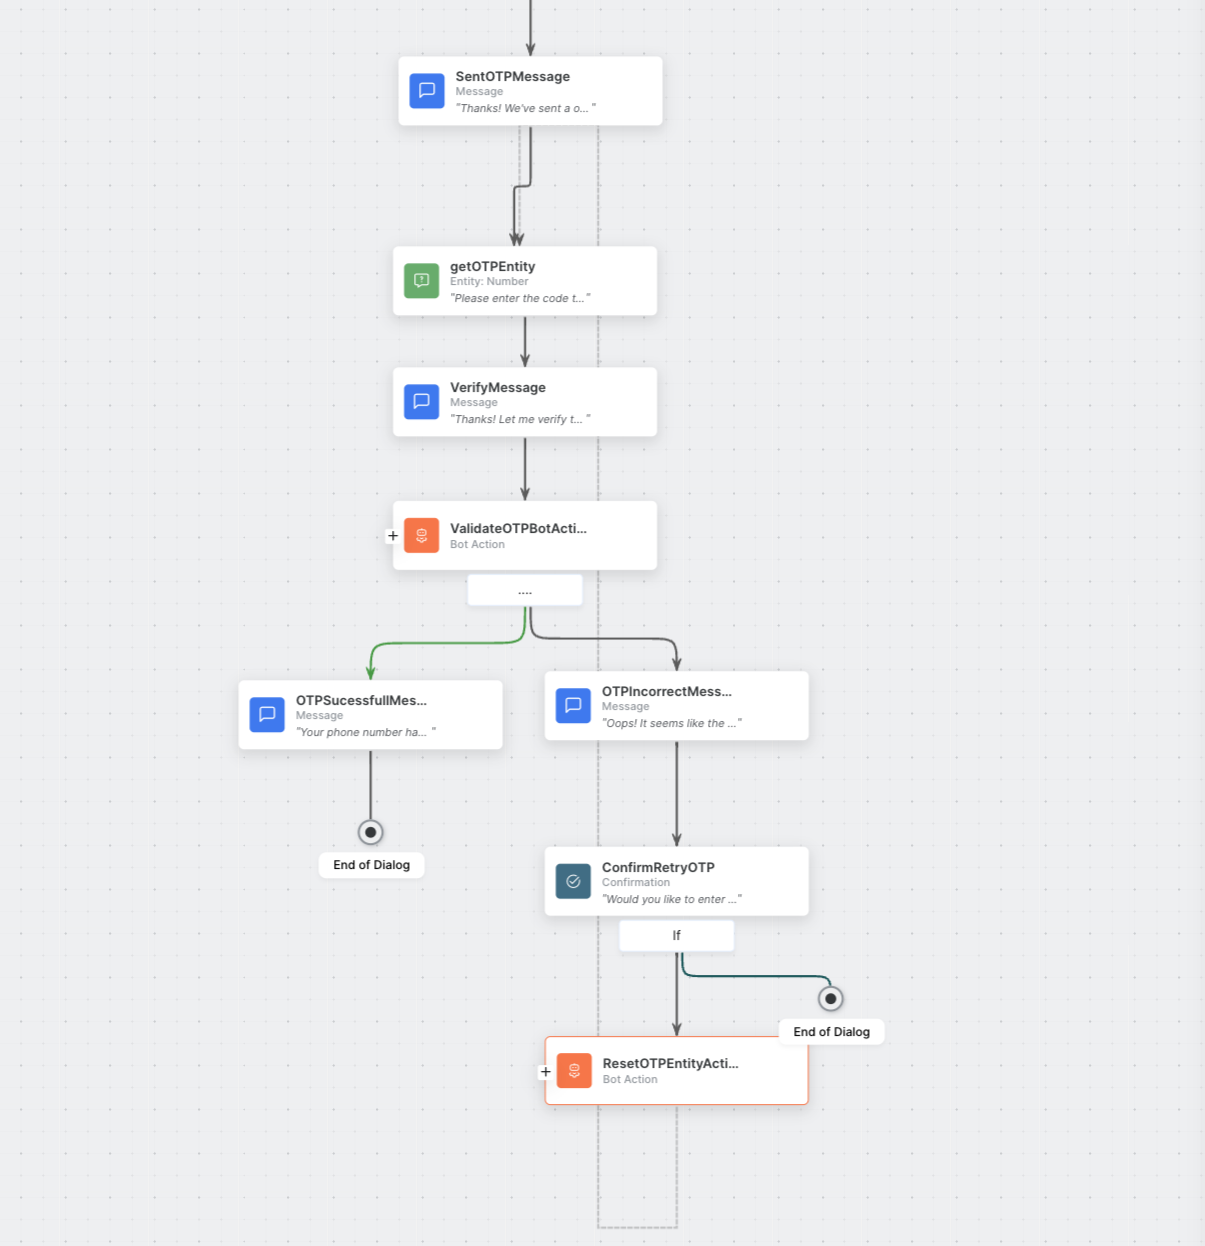 SentOTPMessage
Message
"Thanks! We've sent a o... "
getOTPEntity
Entity: Number
"Please enter the code t..."
VerifyMessage
Message
"Thanks! Let me verify t... "
ValidateOTPBotActi...
Bot Action
....
OTPSucessfullMes...
Message
"Your phone number ha... "
OTPIncorrectMess...
Message
"Oops! It seems like the ..."
End of Dialog
ConfirmRetryOTP
Confirmation
"Would you like to enter ..."
If
End of Dialog
ResetOTPEntityActi...
Bot Action